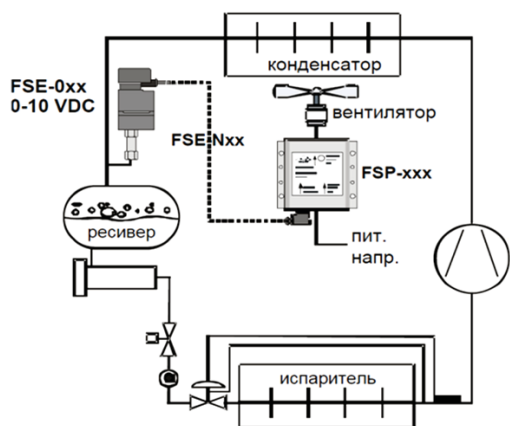 конденсатор
FSE-0xx
0-10 VDC
вентилятор
FSE-Nxx
FSP-xxx
ресивер
пит.
напр.
испаритель